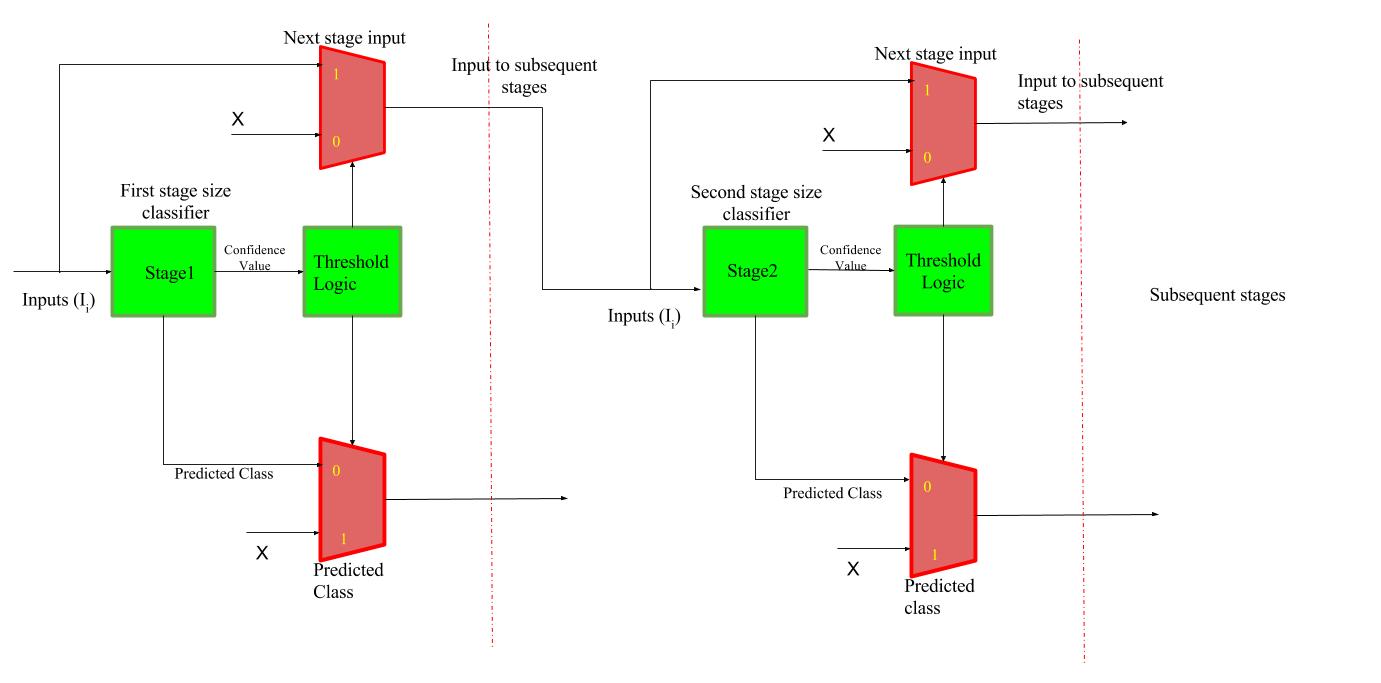 Next stage input
1
X
0
First stage size
classifier
Stage1
Confidence
Value
Threshold
Logic
Inputs (Ii)
0
Predicted Class
1
X
Predicted
Class
Input to subsequent
stages
Next stage input
1
X
0
Second stage size
classifier
Stage2
Confidence
Value
Threshold
Logic
Inputs (Ii)
0
Predicted Class
1
X
Predicted
class
Input to subsequent
stages
Subsequent stages